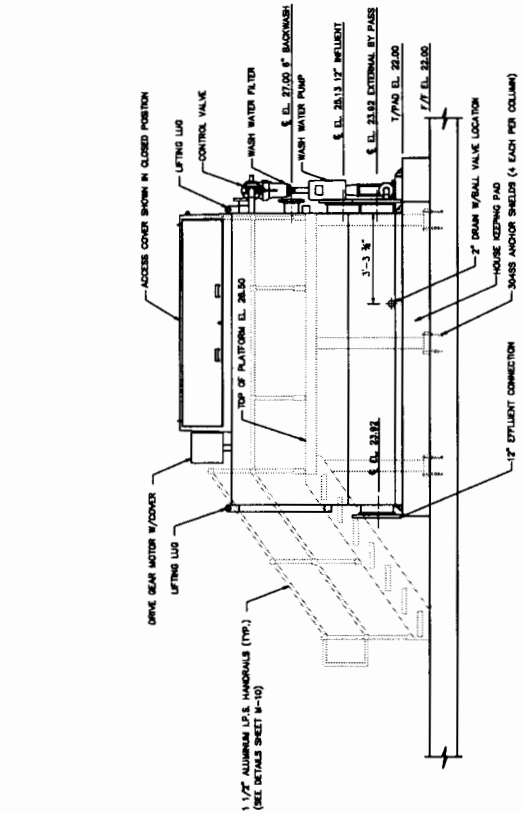 ACCESS COVER SHOWN IN CLOSED POSITION
LIFTING LUG
CONTROL VALVE
WASH WATER FILTER
℄ EL 27.00 6" BACKWASH
WASH WATER PUMP
℄ EL 25.13 12" INFLUENT
℄ EL 23.92 EXTERNAL BY PASS
T/PAD EL 22.00
F/F EL 22.00
DRIVE GEAR MOTOR W/COVER
LIFTING LUG
TOP OF PLATFORM EL 26.50
3'-3 ¾"
℄ EL 23.92
2" DRAIN W/BALL VALVE LOCATION
HOUSE KEEPING PAD
304SS ANCHOR SHIELDS (4 EACH PER COLUMN)
12" EFFLUENT CONNECTION
1 1/2" ALUMINUM I.P.S. HANDRAILS (TYP.)
(SEE DETAILS SHEET M-10)